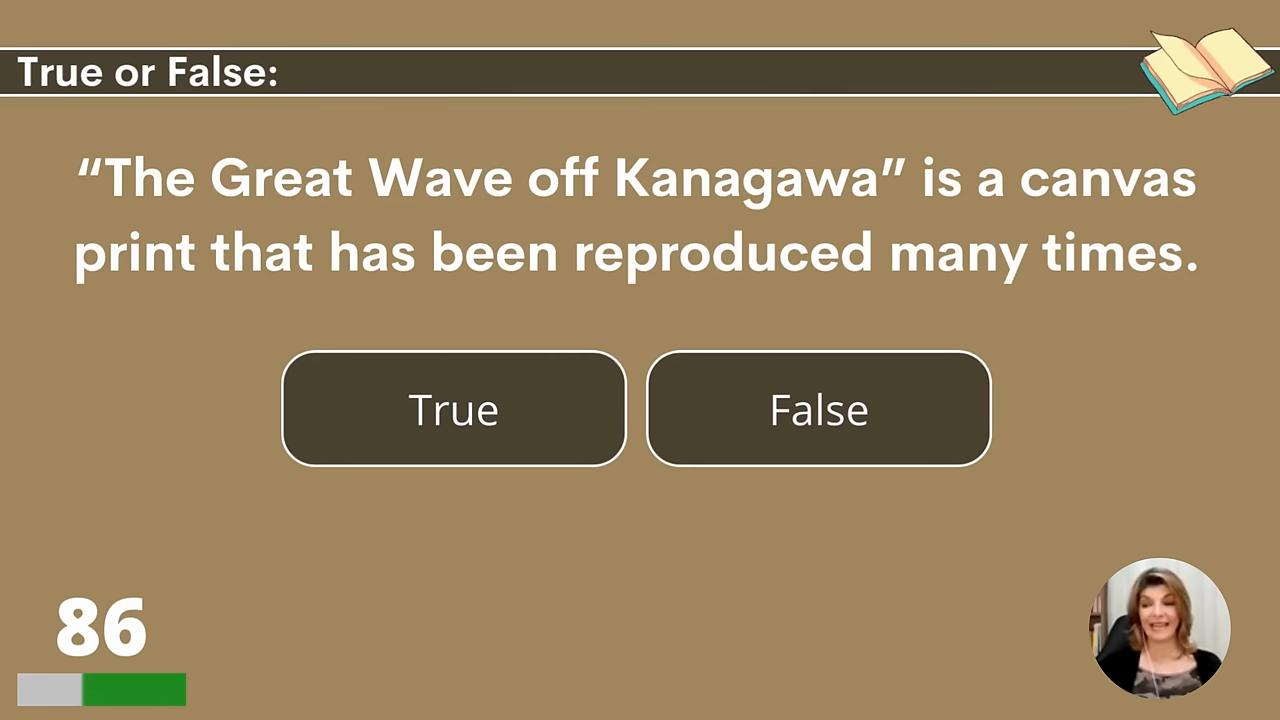 True or False:
“The Great Wave off Kanagawa” is a canvas
print that has been reproduced many times.
True
False
86